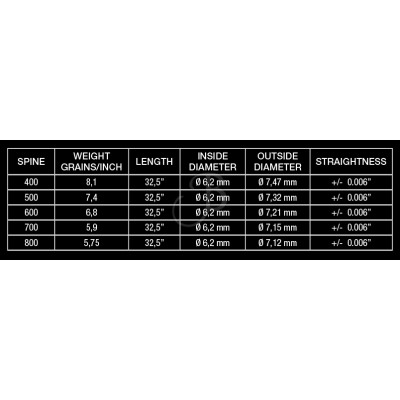 SPINE WEIGHT GRAINS/INCH LENGTH INSIDE DIAMETER OUTSIDE DIAMETER STRAIGHTNESS
400 8,1 32,5" Ø 6,2 mm Ø 7,47 mm +/- 0.006"
500 7,4 32,5" Ø 6,2 mm Ø 7,32 mm +/- 0.006"
600 6,8 32,5" Ø 6,2 mm Ø 7,21 mm +/- 0.006"
700 5,9 32,5" Ø 6,2 mm Ø 7,15 mm +/- 0.006"
800 5,75 32,5" Ø 6,2 mm Ø 7,12 mm +/- 0.006"